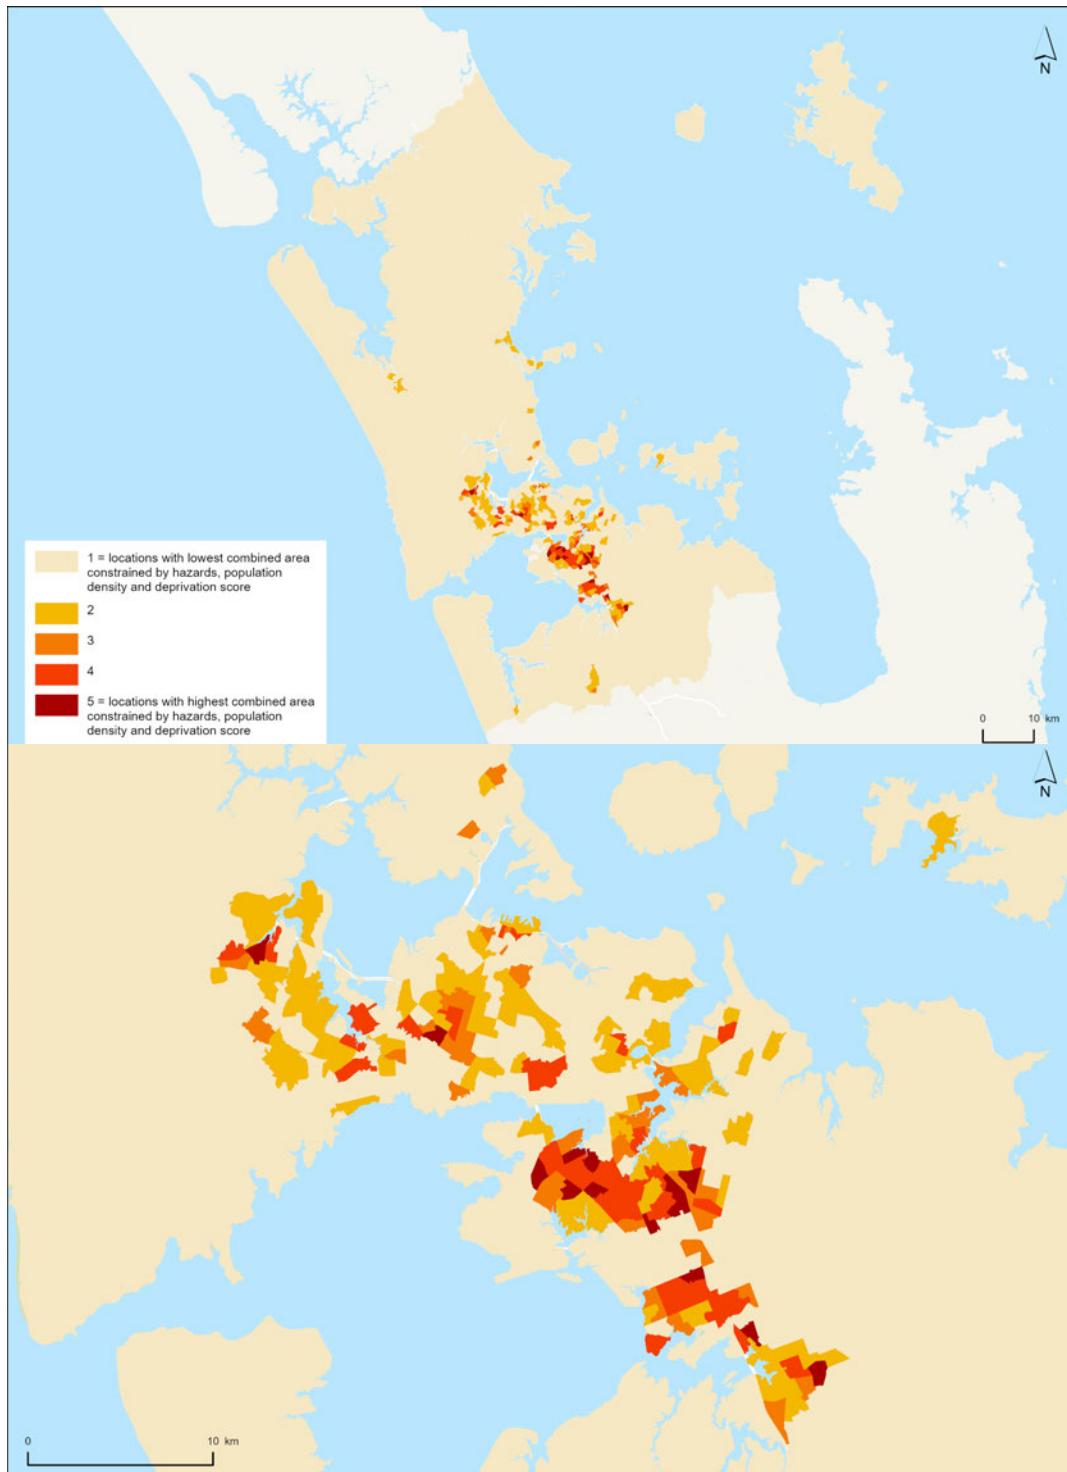 N
1 = locations with lowest combined area
constrained by hazards, population
density and deprivation score
2
3
4
5 = locations with highest combined area
constrained by hazards, population
density and deprivation score
0 10 km
N
0 10 km